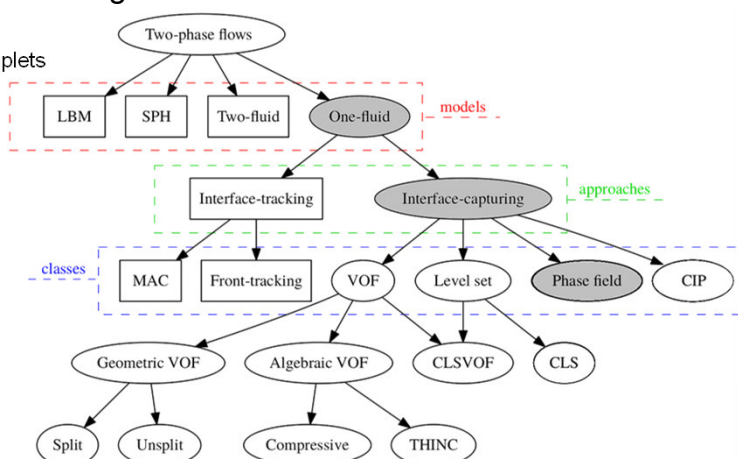 Two-phase flows
plets
LBM
SPH
Two-fluid
One-fluid
models
Interface-tracking
Interface-capturing
approaches
classes
MAC
Front-tracking
VOF
Level set
Phase field
CIP
Geometric VOF
Algebraic VOF
CLSVOF
CLS
Split
Unsplit
Compressive
THINC